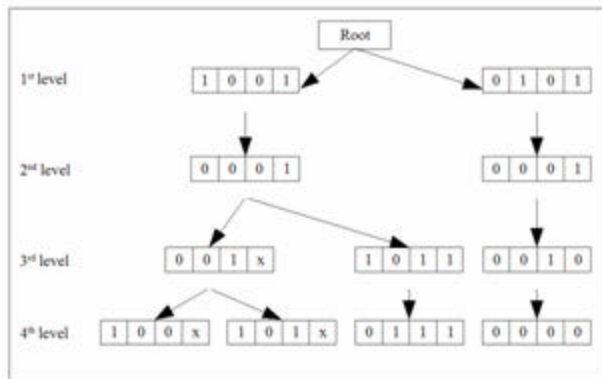 Root
1st level 1 0 0 1 0 1 0 1
2nd level 0 0 0 1 0 0 0 1
3rd level 0 0 1 x 1 0 1 1 0 0 1 0
4th level 1 0 0 x 1 0 1 x 0 1 1 1 0 0 0 0